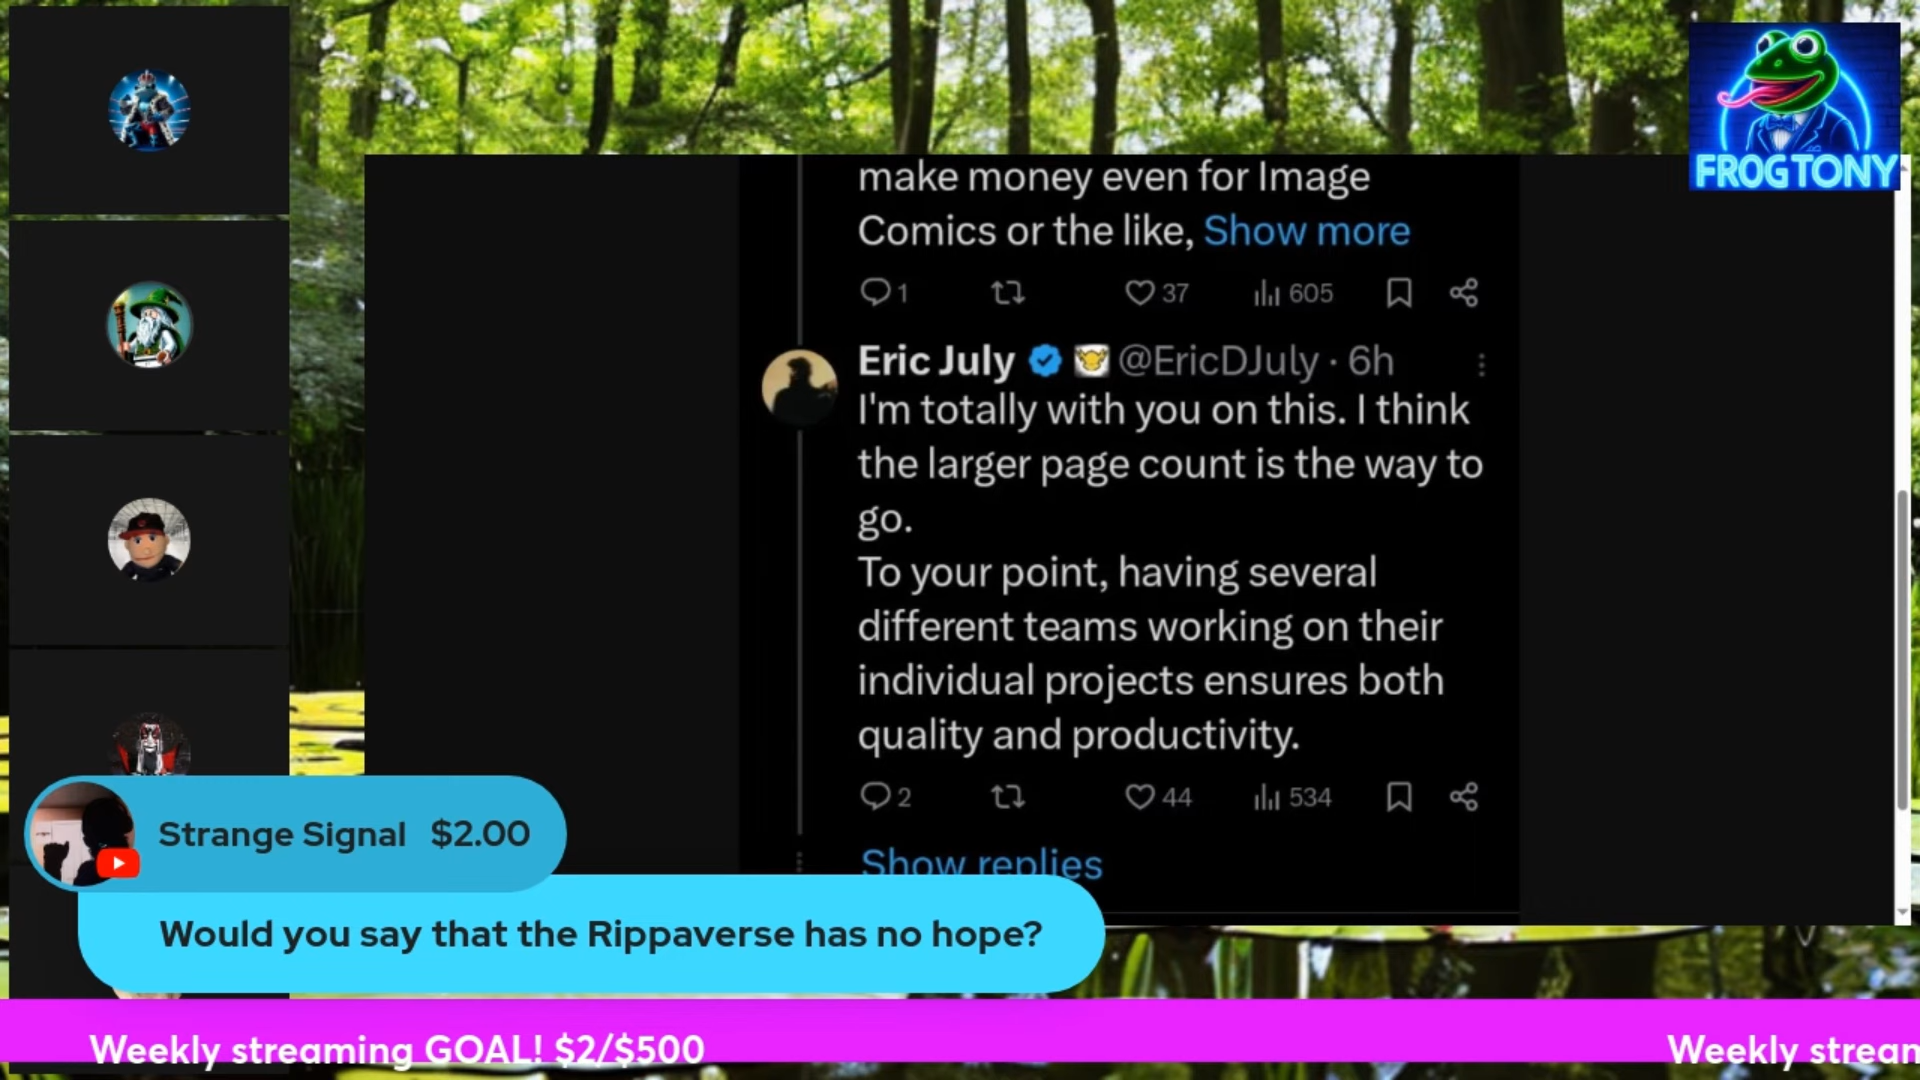 FROGTONY
make money even for Image
Comics or the like, Show more
1 37 605
Eric July @EricDJuly · 6h
I'm totally with you on this. I think
the larger page count is the way to
go.
To your point, having several
different teams working on their
individual projects ensures both
quality and productivity.
2 44 534
Show replies
Strange Signal $2.00
Would you say that the Rippaverse has no hope?
Weekly streaming GOAL! $2/$500
Weekly stream